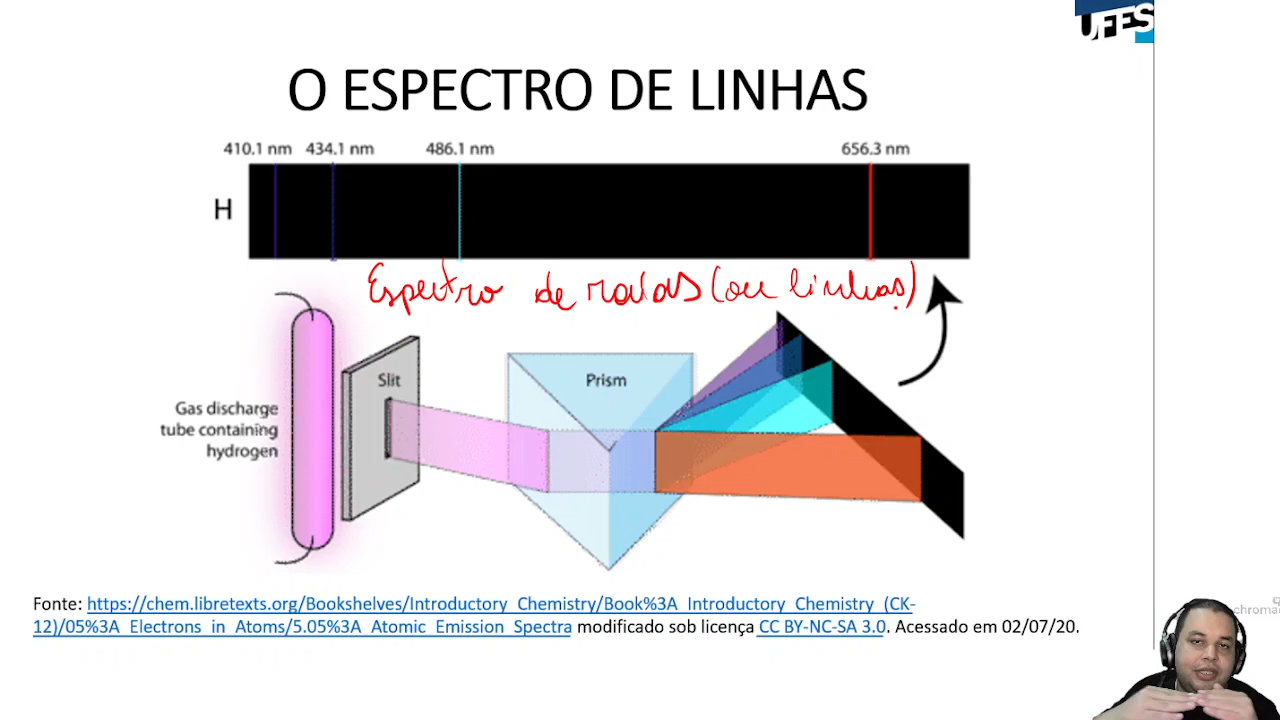 UFES
O ESPECTRO DE LINHAS
410.1 nm 434.1 nm 486.1 nm 656.3 nm
H
Espectro de raias (ou linhas)
Slit
Prism
Gas discharge
tube containing
hydrogen
Fonte: https://chem.libretexts.org/Bookshelves/Introductory_Chemistry/Book%3A_Introductory_Chemistry_(CK-
12)/05%3A_Electrons_in_Atoms/5.05%3A_Atomic_Emission_Spectra modificado sob licença CC BY-NC-SA 3.0. Acessado em 02/07/20.